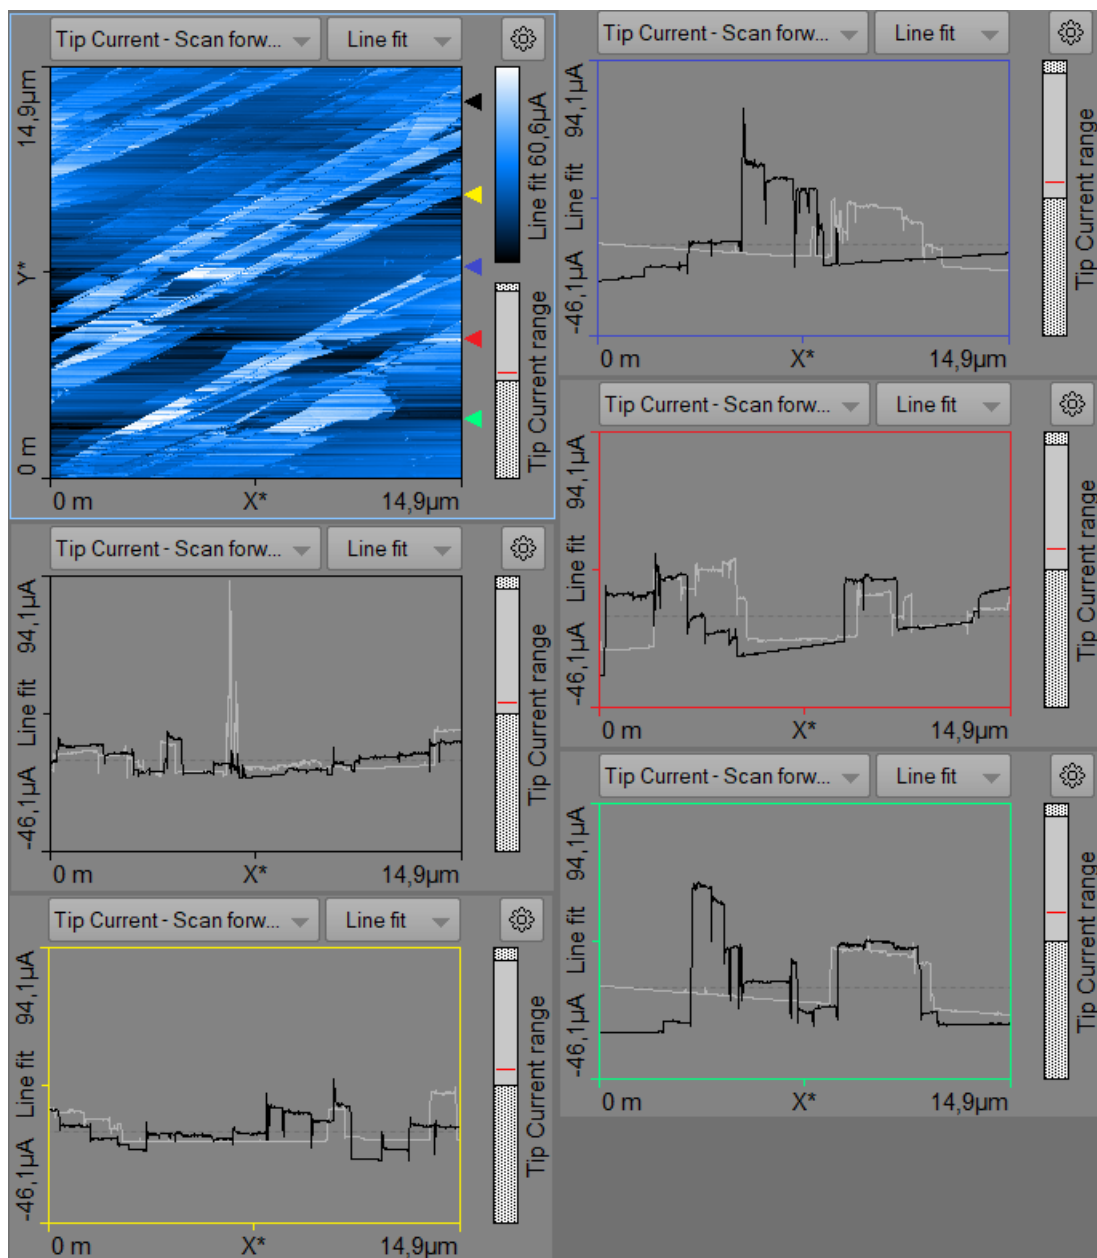 Tip Current - Scan forw... Line fit
14,9µm
Y*
0 m
0 m X* 14,9µm
Line fit 60,6µA
Tip Current range
Tip Current - Scan forw... Line fit
94,1µA
Line fit
-46,1µA
0 m X* 14,9µm
Tip Current range
Tip Current - Scan forw... Line fit
94,1µA
Line fit
-46,1µA
0 m X* 14,9µm
Tip Current range
Tip Current - Scan forw... Line fit
94,1µA
Line fit
-46,1µA
0 m X* 14,9µm
Tip Current range
Tip Current - Scan forw... Line fit
94,1µA
Line fit
-46,1µA
0 m X* 14,9µm
Tip Current range
Tip Current - Scan forw... Line fit
94,1µA
Line fit
-46,1µA
0 m X* 14,9µm
Tip Current range